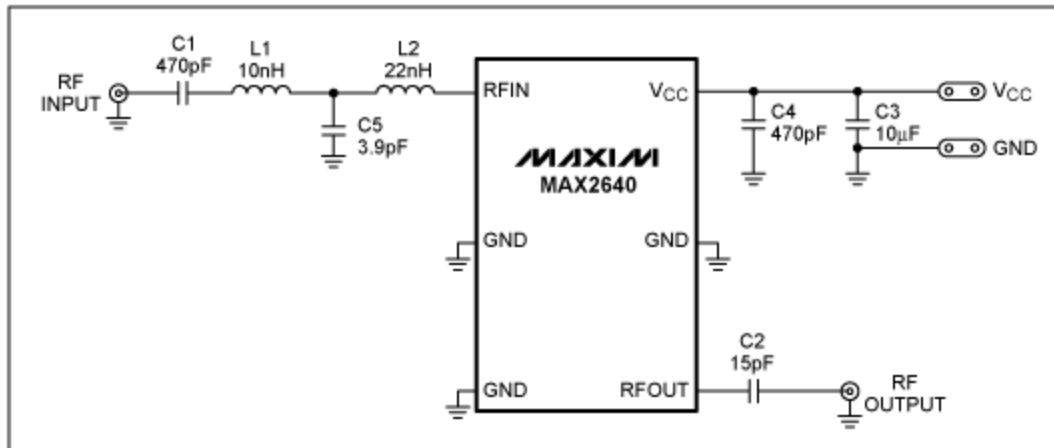 RF
INPUT
C1
470pF
L1
10nH
C5
3.9pF
L2
22nH
RFIN
VCC
MAXIM
MAX2640
GND
GND
GND
RFOUT
C4
470pF
C3
10μF
VCC
GND
C2
15pF
RF
OUTPUT